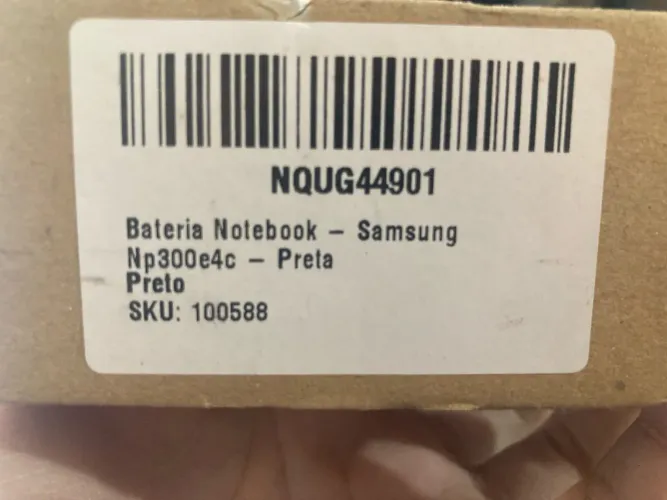 NQUG44901
Bateria Notebook – Samsung
Np300e4c – Preta
Preto
SKU: 100588